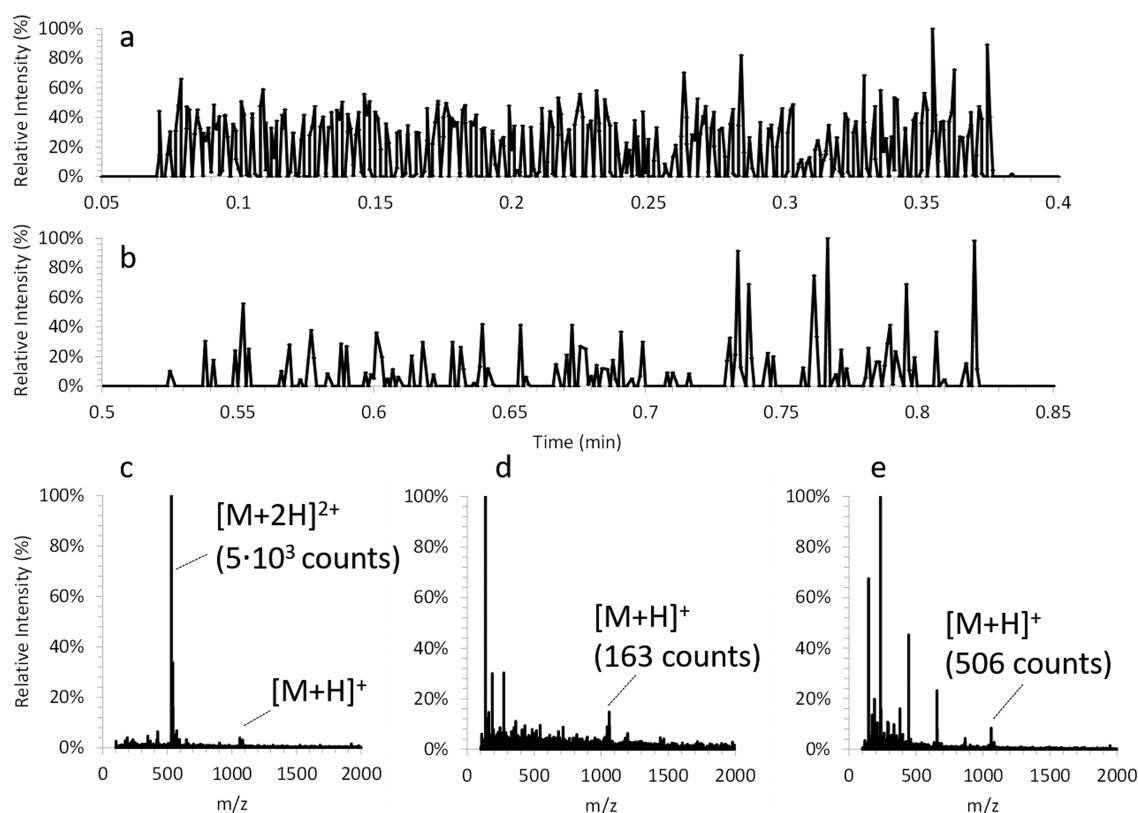 a
Relative Intensity (%)
100%
80%
60%
40%
20%
0%
0.05 0.1 0.15 0.2 0.25 0.3 0.35 0.4
b
Relative Intensity (%)
100%
80%
60%
40%
20%
0%
0.5 0.55 0.6 0.65 0.7 0.75 0.8 0.85
Time (min)
c
Relative Intensity (%)
100%
80%
60%
40%
20%
0%
[M+2H]²⁺
(5·10³ counts)
[M+H]⁺
0 500 1000 1500 2000
m/z
d
100%
80%
60%
40%
20%
0%
[M+H]⁺
(163 counts)
0 500 1000 1500 2000
m/z
e
100%
80%
60%
40%
20%
0%
[M+H]⁺
(506 counts)
0 500 1000 1500 2000
m/z